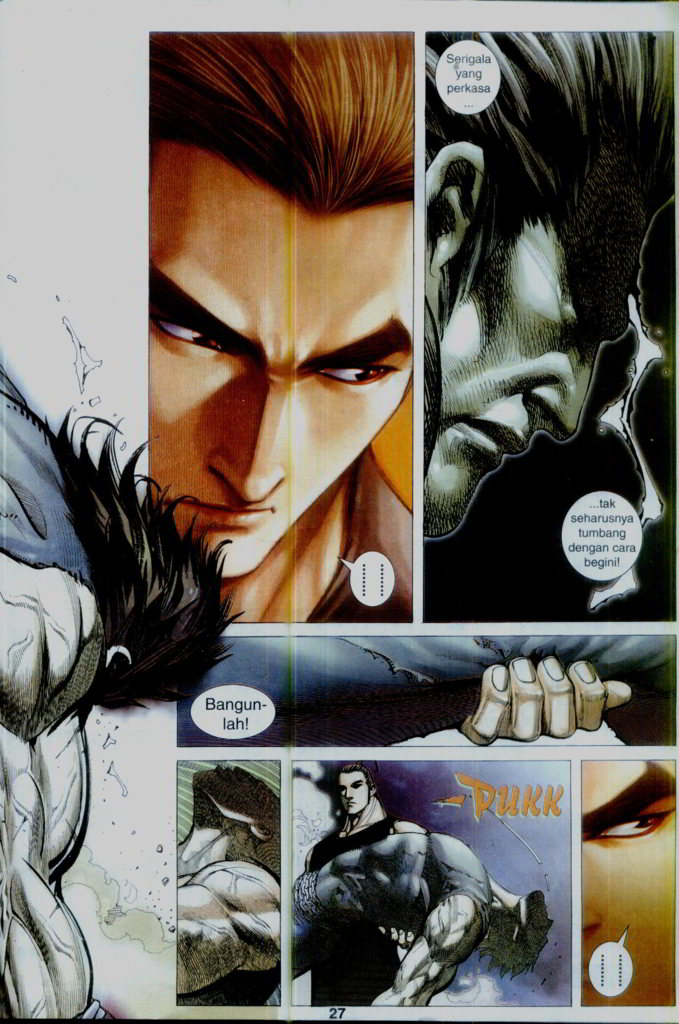 Serigala
yang
perkasa
...
...tak
seharusnya
tumbang
dengan cara
begini!
Bangun-
lah!
PUKK
27